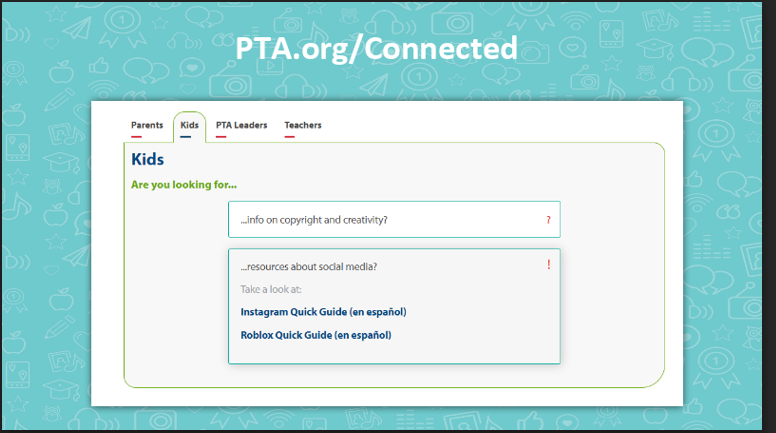 PTA.org/Connected
Parents Kids PTA Leaders Teachers
Kids
Are you looking for...
...info on copyright and creativity? ?
...resources about social media? !
Take a look at:
Instagram Quick Guide (en español)
Roblox Quick Guide (en español)